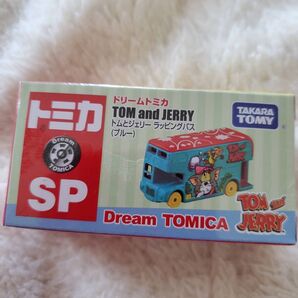 トミカ
Dream
TOMICA
SP
ドリームトミカ
TOM and JERRY
トムとジェリー ラッピングバス
(ブルー)
TAKARA
TOMY
Dream TOMICA
TOM and
JERRY